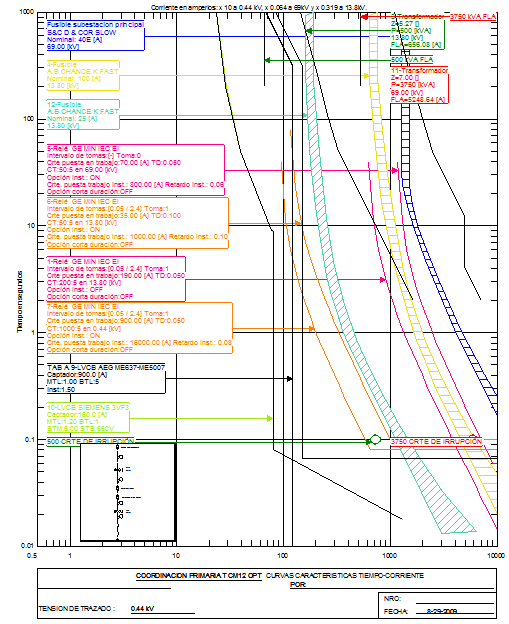 Corriente en amperios: x 10 a 0.44 kV, x 0.064 a 69kV y x 0.319 a 13.8kV.
1000
100
10
1
0.1
0.01
Tiempo en segundos
Fusible subestacion principal
S&C D & COR SLOW
Nominal: 40E [A]
69.00 [kV]
4-Fusible
A.B CHANCE K FAST
Nominal: 100 [A]
13.80 [kV]
12-Fusible
A.B CHANCE K FAST
Nominal: 25 [A]
13.80 [kV]
5-Relé GE MIN IEC EI
Intervalo de tomas:[-] Toma:0
Crte puesta en trabajo:70.00 [A] TD:0.050
CT:50:5 en 69.00 [kV]
Opción Inst.: ON
Crte. puesta trabajo Inst.: 800.00 [A] Retardo Inst.: 0.06
Opción corta duración:OFF
6-Relé GE MIN IEC EI
Intervalo de tomas:[0.05 / 2.4] Toma:1
Crte puesta en trabajo:35.00 [A] TD:0.100
CT:50:5 en 13.80 [kV]
Opción Inst.: ON
Crte. puesta trabajo Inst.: 1000.00 [A] Retardo Inst.: 0.10
Opción corta duración:OFF
1-Relé GE MIN IEC EI
Intervalo de tomas:[0.05 / 2.4] Toma:1
Crte puesta en trabajo:190.00 [A] TD:0.050
CT:200:5 en 13.80 [kV]
Opción Inst.: OFF
Opción corta duración:OFF
7-Relé GE MIN IEC EI
Intervalo de tomas:[0.05 / 2.4] Toma:1
Crte puesta en trabajo:900.00 [A] TD:0.050
CT:1000:5 en 0.44 [kV]
Opción Inst.: ON
Crte. puesta trabajo Inst.: 16000.00 [A] Retardo Inst.: 0.08
Opción corta duración:OFF
TAB A 9-LVCB AEG ME637-ME5007
Captador:900.0 [A]
MTL:1.00 BTL:5
Inst:1.50
10-LVCB SIEMENS 3VF3
Captador:160.0 [A]
MTL:1.20 BTL:1
500 CRTE DE IRRUPCIÓN
3750 CRTE DE IRRUPCIÓN
3750 kVA FLA
13.80 [kV]
FLA=656.08 [A]
500 kVA FLA
11-Transformador
Z=7.00 []
P=3750 [kVA]
69.00 [kV]
0.5
1
10
100
1000
10000
COORDINACION PRIMARIA T CM12 OPT CURVAS CARACTERISTICAS TIEMPO-CORRIENTE
POR:
TENSION DE TRAZADO : 0.44 kV
NRO:
FECHA: 8-29-2009